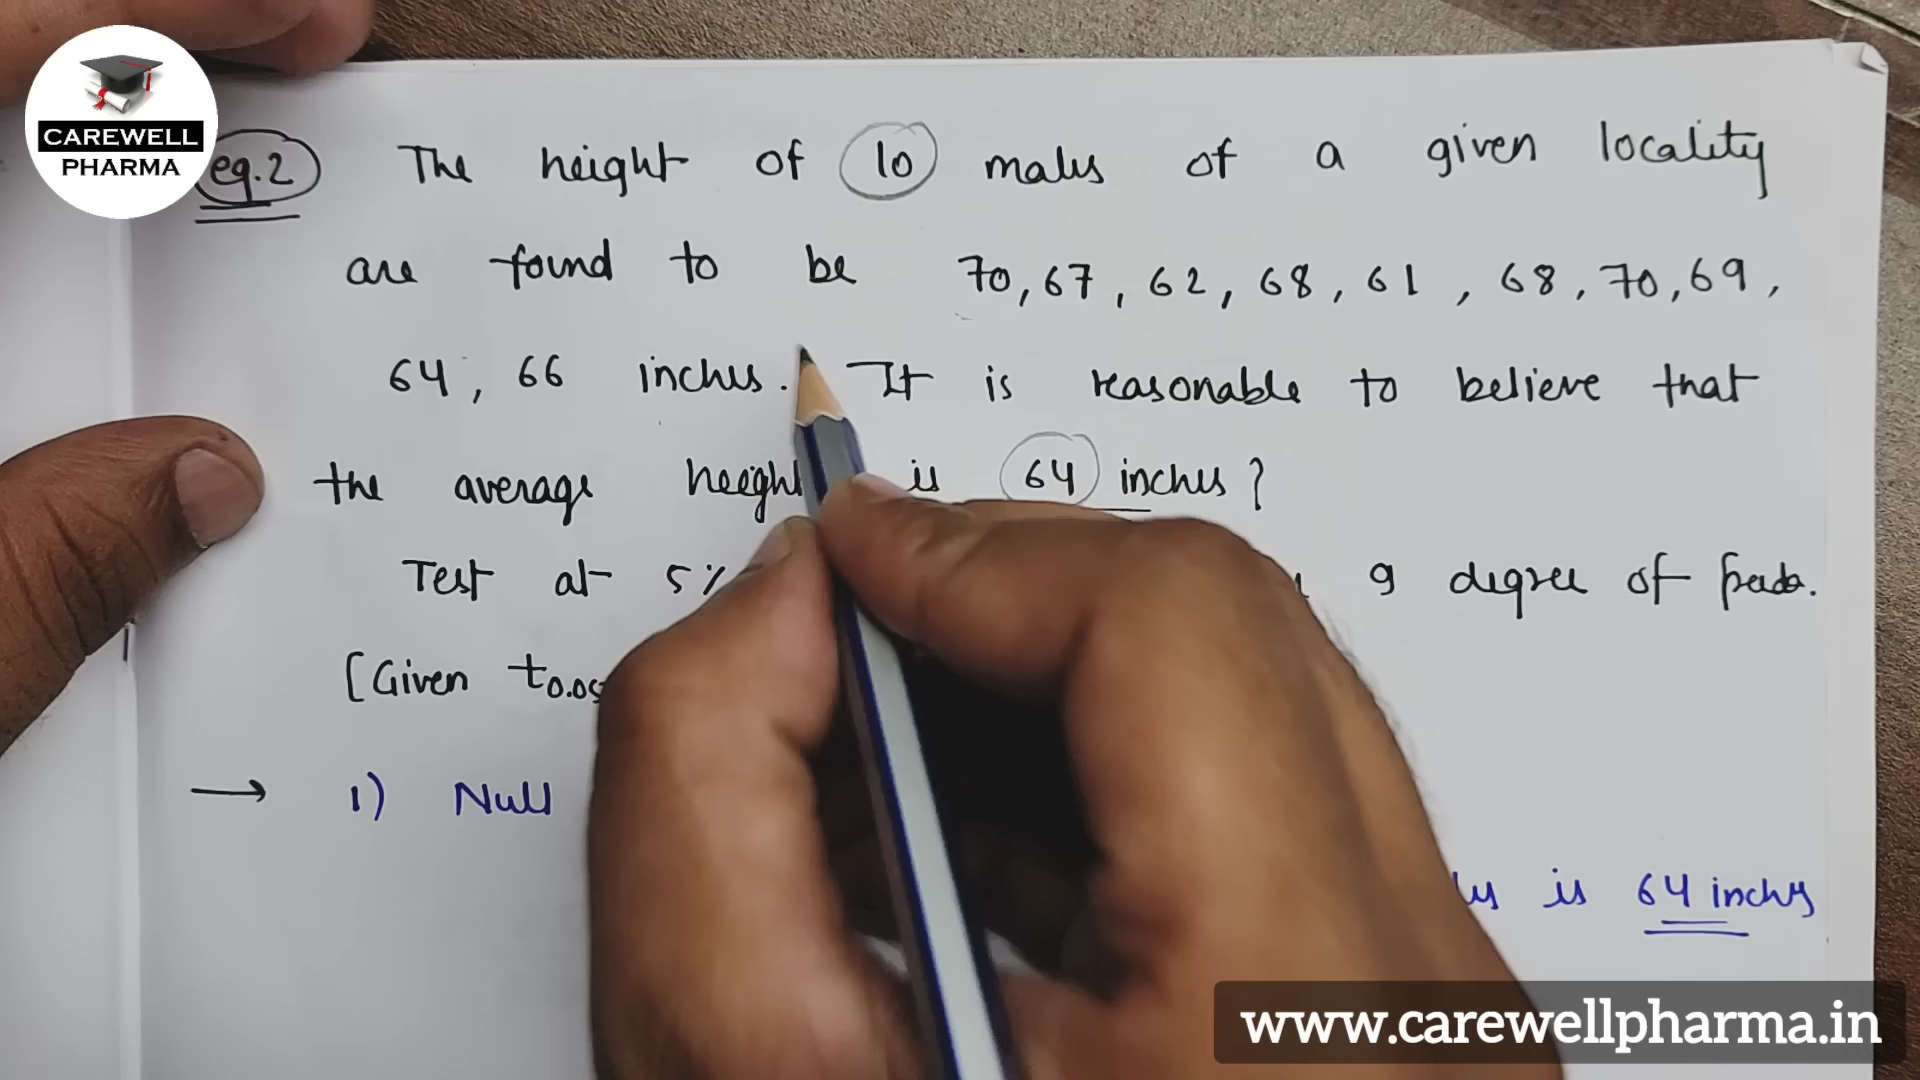 CAREWELL
PHARMA
eg.2 The height of 10 males of a given locality
are found to be 70, 67, 62, 68, 61, 68, 70, 69,
64, 66 inches. It is reasonable to believe that
the average height is 64 inches?
Test at 5% 9 degree of
[Given t0.05
→ 1) Null
is 64 inches
www.carewellpharma.in